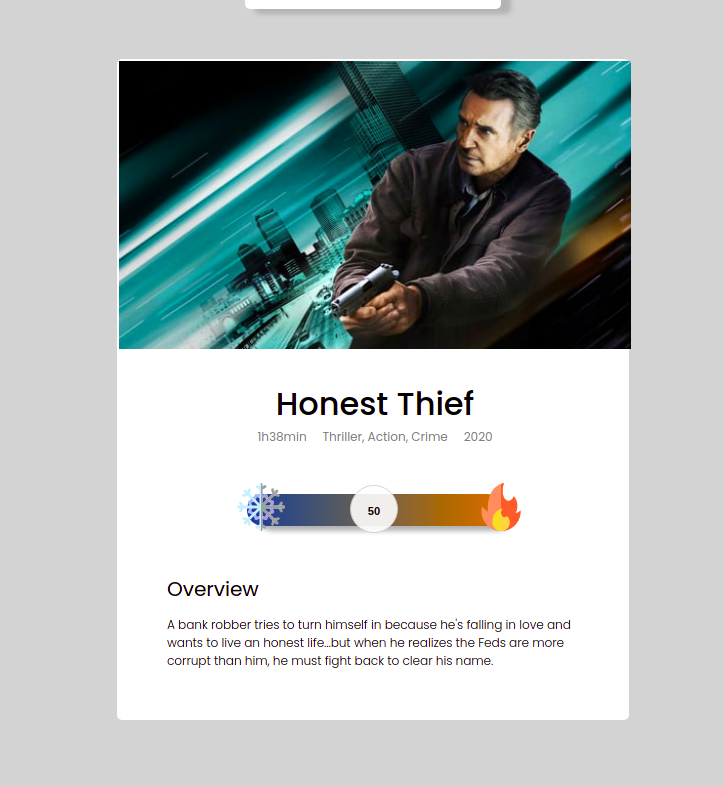 Honest Thief
1h38min Thriller, Action, Crime 2020
50
Overview
A bank robber tries to turn himself in because he's falling in love and
wants to live an honest life...but when he realizes the Feds are more
corrupt than him, he must fight back to clear his name.